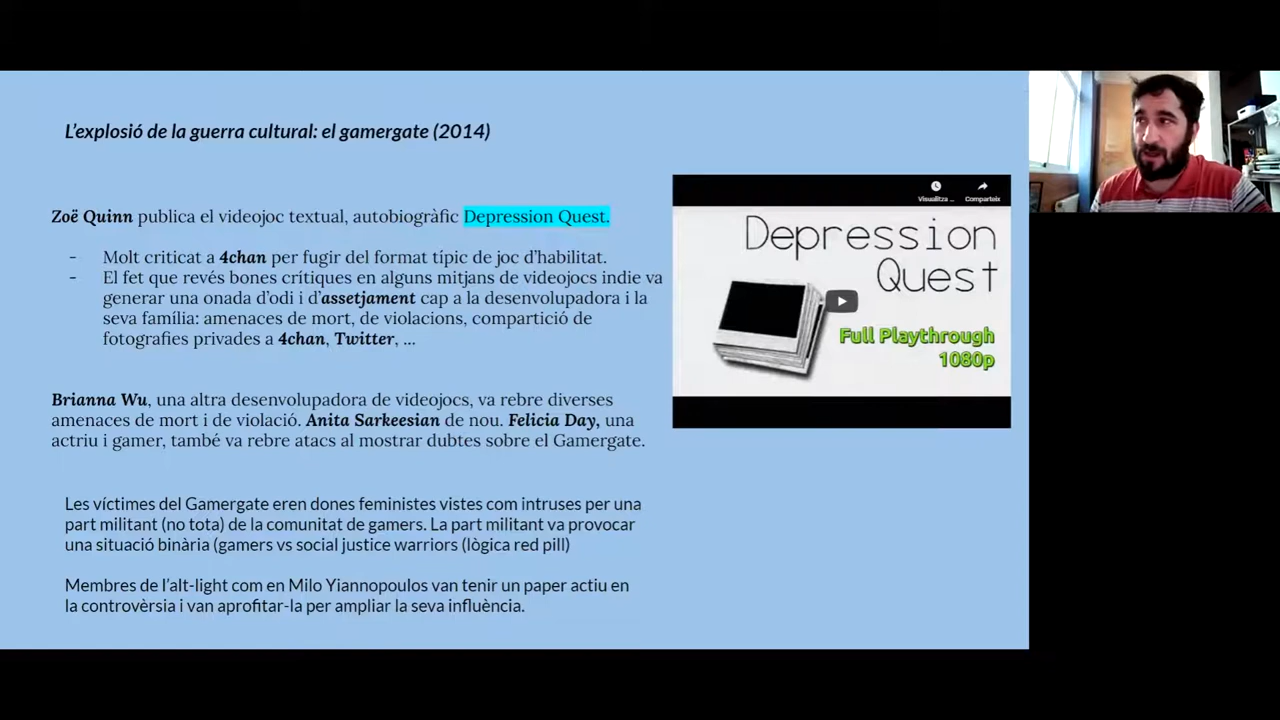 L'explosió de la guerra cultural: el gamergate (2014)
Zoë Quinn publica el videojoc textual, autobiogràfic Depression Quest.
- Molt criticat a 4chan per fugir del format típic de joc d'habilitat.
- El fet que revés bones crítiques en alguns mitjans de videojocs indie va
generar una onada d'odi i d'assetjament cap a la desenvolupadora i la
seva família: amenaces de mort, de violacions, compartició de
fotografies privades a 4chan, Twitter, ...
Brianna Wu, una altra desenvolupadora de videojocs, va rebre diverses
amenaces de mort i de violació. Anita Sarkeesian de nou. Felicia Day, una
actriu i gamer, també va rebre atacs al mostrar dubtes sobre el Gamergate.
Les víctimes del Gamergate eren dones feministes vistes com intruses per una
part militant (no tota) de la comunitat de gamers. La part militant va provocar
una situació binària (gamers vs social justice warriors (lògica red pill)
Membres de l'alt-light com en Milo Yiannopoulos van tenir un paper actiu en
la controvèrsia i van aprofitar-la per ampliar la seva influència.
Visualitza ... Comparteix
Depression
Quest
Full Playthrough
1080p